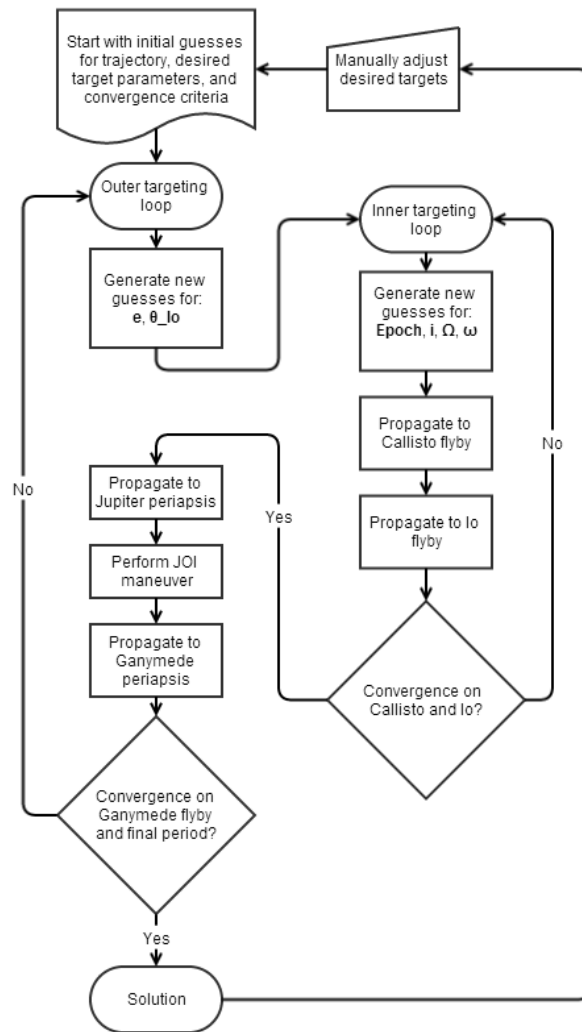 Start with initial guesses
for trajectory, desired
target parameters, and
convergence criteria
Manually adjust
desired targets
Outer targeting
loop
Inner targeting
loop
Generate new
guesses for:
e, θ_Io
Generate new
guesses for:
Epoch, i, Ω, ω
Propagate to
Callisto flyby
No
Propagate to Io
flyby
Convergence on
Callisto and Io?
Yes
Propagate to
Jupiter periapsis
No
Perform JOI
maneuver
Propagate to
Ganymede
periapsis
Convergence on
Ganymede flyby
and final period?
Yes
Solution